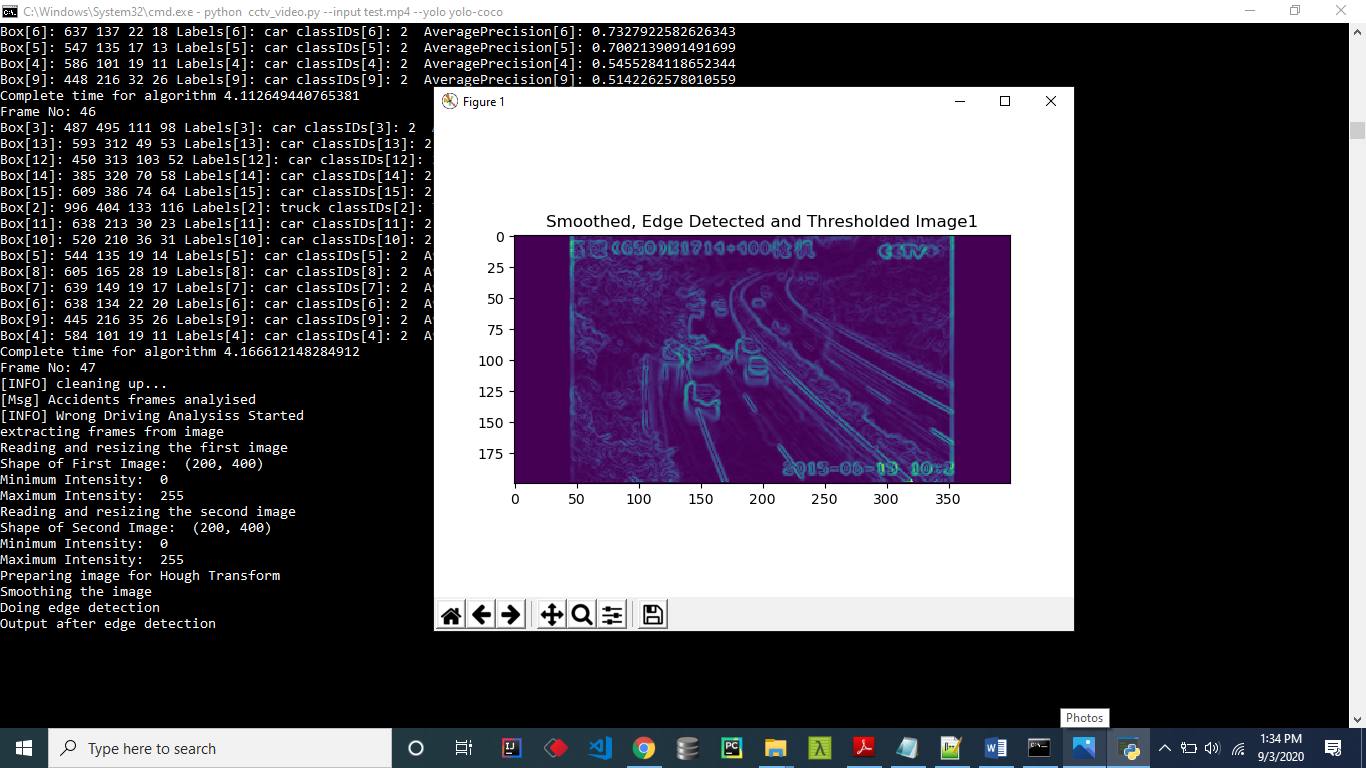 C:\Windows\System32\cmd.exe - python cctv_video.py --input test.mp4 --yolo yolo-coco
Box[6]: 637 137 22 18 Labels[6]: car classIDs[6]: 2 AveragePrecision[6]: 0.7327922582626343
Box[5]: 547 135 17 13 Labels[5]: car classIDs[5]: 2 AveragePrecision[5]: 0.7002139091491699
Box[4]: 586 101 19 11 Labels[4]: car classIDs[4]: 2 AveragePrecision[4]: 0.5455284118652344
Box[9]: 448 216 32 26 Labels[9]: car classIDs[9]: 2 AveragePrecision[9]: 0.5142262578010559
Complete time for algorithm 4.112649440765381
Frame No: 46
Box[3]: 487 495 111 98 Labels[3]: car classIDs[3]: 2
Box[13]: 593 312 49 53 Labels[13]: car classIDs[13]: 2
Box[12]: 450 313 103 52 Labels[12]: car classIDs[12]:
Box[14]: 385 320 70 58 Labels[14]: car classIDs[14]: 2
Box[15]: 609 386 74 64 Labels[15]: car classIDs[15]: 2
Box[2]: 996 404 133 116 Labels[2]: truck classIDs[2]:
Box[11]: 638 213 30 23 Labels[11]: car classIDs[11]: 2
Box[10]: 520 210 36 31 Labels[10]: car classIDs[10]: 2
Box[5]: 544 135 19 14 Labels[5]: car classIDs[5]: 2 A
Box[8]: 605 165 28 19 Labels[8]: car classIDs[8]: 2 A
Box[7]: 639 149 19 17 Labels[7]: car classIDs[7]: 2 A
Box[6]: 638 134 22 20 Labels[6]: car classIDs[6]: 2 A
Box[9]: 445 216 35 26 Labels[9]: car classIDs[9]: 2 A
Box[4]: 584 101 19 11 Labels[4]: car classIDs[4]: 2 A
Complete time for algorithm 4.166612148284912
Frame No: 47
[INFO] cleaning up...
[Msg] Accidents frames analyised
[INFO] Wrong Driving Analysiss Started
extracting frames from image
Reading and resizing the first image
Shape of First Image: (200, 400)
Minimum Intensity: 0
Maximum Intensity: 255
Reading and resizing the second image
Shape of Second Image: (200, 400)
Minimum Intensity: 0
Maximum Intensity: 255
Preparing image for Hough Transform
Smoothing the image
Doing edge detection
Output after edge detection
Figure 1
Smoothed, Edge Detected and Thresholded Image1
0
25
50
75
100
125
150
175
0 50 100 150 200 250 300 350
(G50)K1714+400
CCTV
2015-06-19 10:2
Photos
Type here to search
1:34 PM
9/3/2020